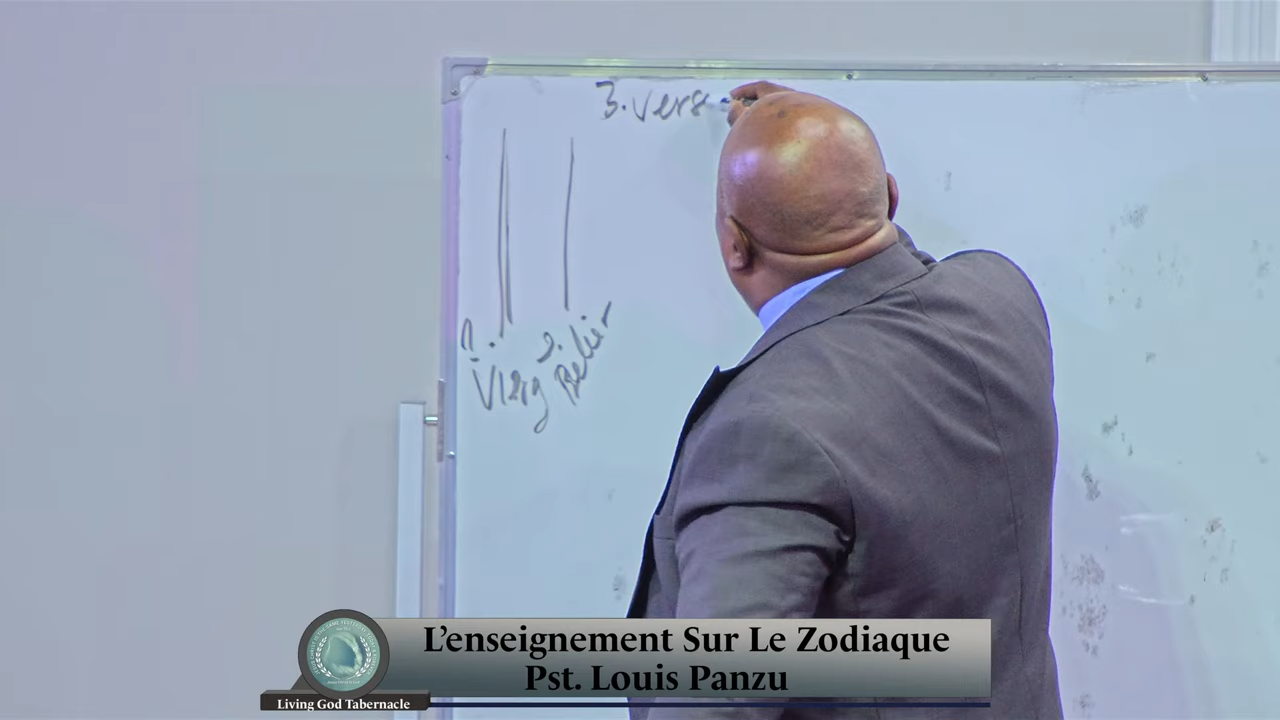 3. vers
1.
Vierg
2.
Belier
L'enseignement Sur Le Zodiaque
Pst. Louis Panzu
Living God Tabernacle